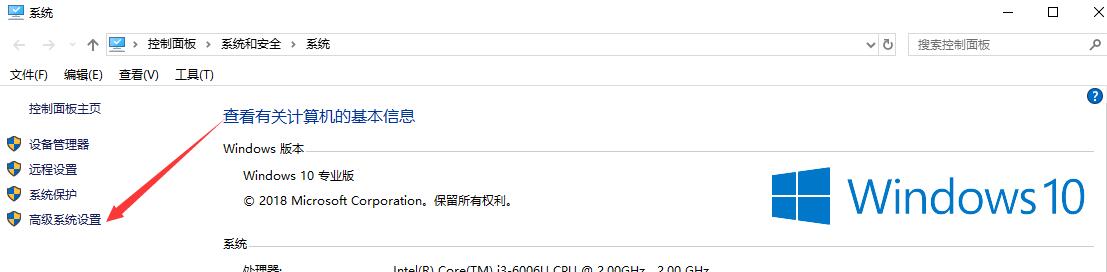 系统
控制面板 系统和安全 系统
搜索控制面板
文件(F) 编辑(E) 查看(V) 工具(T)
控制面板主页
设备管理器
远程设置
系统保护
高级系统设置
查看有关计算机的基本信息
Windows 版本
Windows 10 专业版
© 2018 Microsoft Corporation。保留所有权利。
Windows 10
系统
处理器: Intel(R) Core(TM) i3-6006U CPU @ 2.00GHz 2.00 GHz